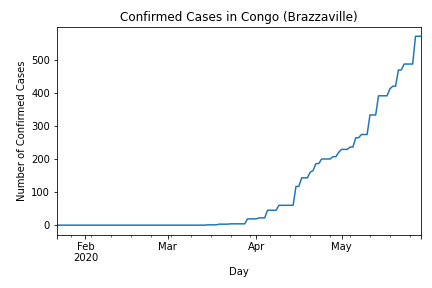 Confirmed Cases in Congo (Brazzaville)
Number of Confirmed Cases
500
400
300
200
100
0
Feb
2020
Mar
Apr
May
Day